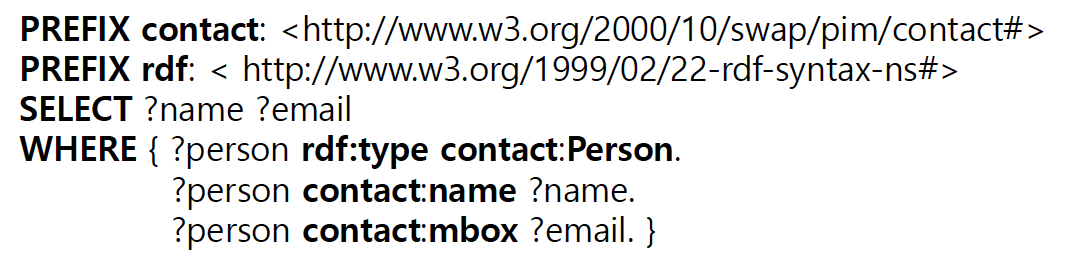 PREFIX contact: <http://www.w3.org/2000/10/swap/pim/contact#>
PREFIX rdf: < http://www.w3.org/1999/02/22-rdf-syntax-ns#>
SELECT ?name ?email
WHERE { ?person rdf:type contact:Person.
?person contact:name ?name.
?person contact:mbox ?email. }